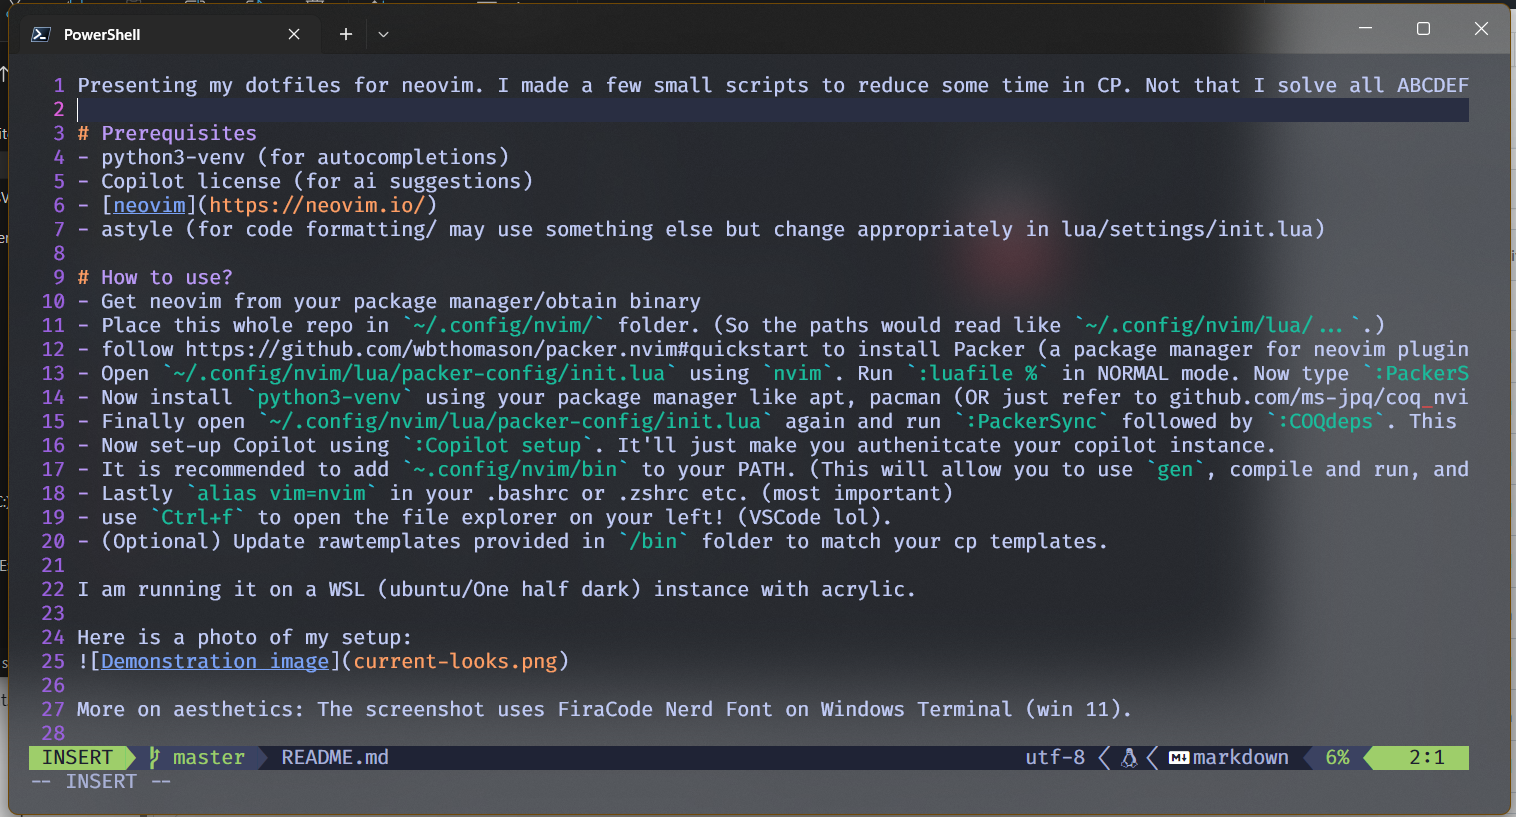 PowerShell
1 Presenting my dotfiles for neovim. I made a few small scripts to reduce some time in CP. Not that I solve all ABCDEF
2
3 # Prerequisites
4 - python3-venv (for autocompletions)
5 - Copilot license (for ai suggestions)
6 - [neovim](https://neovim.io/)
7 - astyle (for code formatting/ may use something else but change appropriately in lua/settings/init.lua)
8
9 # How to use?
10 - Get neovim from your package manager/obtain binary
11 - Place this whole repo in `~/.config/nvim/` folder. (So the paths would read like `~/.config/nvim/lua/...`.)
12 - follow https://github.com/wbthomason/packer.nvim#quickstart to install Packer (a package manager for neovim plugin
13 - Open `~/.config/nvim/lua/packer-config/init.lua` using `nvim`. Run `:luafile %` in NORMAL mode. Now type `:PackerS
14 - Now install `python3-venv` using your package manager like apt, pacman (OR just refer to github.com/ms-jpq/coq_nvi
15 - Finally open `~/.config/nvim/lua/packer-config/init.lua` again and run `:PackerSync` followed by `:COQdeps`. This
16 - Now set-up Copilot using `:Copilot setup`. It'll just make you authenitcate your copilot instance.
17 - It is recommended to add `~.config/nvim/bin` to your PATH. (This will allow you to use `gen`, compile and run, and
18 - Lastly `alias vim=nvim` in your .bashrc or .zshrc etc. (most important)
19 - use `Ctrl+f` to open the file explorer on your left! (VSCode lol).
20 - (Optional) Update rawtemplates provided in `/bin` folder to match your cp templates.
21
22 I am running it on a WSL (ubuntu/One half dark) instance with acrylic.
23
24 Here is a photo of my setup:
25 ![Demonstration image](current-looks.png)
26
27 More on aesthetics: The screenshot uses FiraCode Nerd Font on Windows Terminal (win 11).
28
INSERT master README.md utf-8 markdown 6% 2:1
-- INSERT --